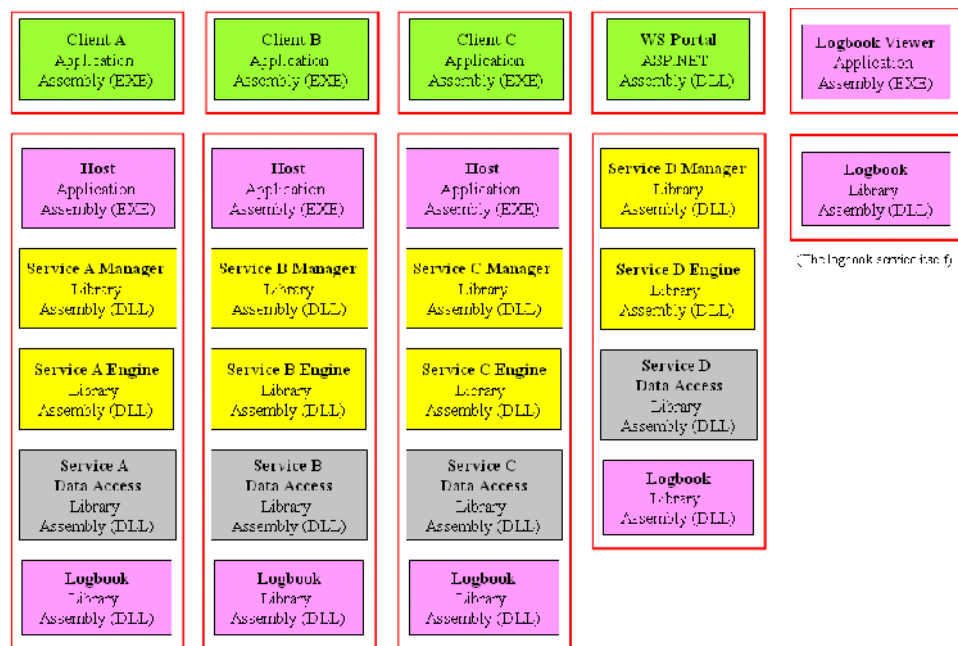 Client A
Application
Assembly (EXE)
Client B
Application
Assembly (EXE)
Client C
Application
Assembly (EXE)
WS Portal
ASP.NET
Assembly (DLL)
Logbook Viewer
Application
Assembly (EXE)
Host
Application
Assembly (EXE)
Service A Manager
Library
Assembly (DLL)
Service A Engine
Library
Assembly (DLL)
Service A
Data Access
Library
Assembly (DLL)
Logbook
Library
Assembly (DLL)
Host
Application
Assembly (EXE)
Service B Manager
Library
Assembly (DLL)
Service B Engine
Library
Assembly (DLL)
Service B
Data Access
Library
Assembly (DLL)
Logbook
Library
Assembly (DLL)
Host
Application
Assembly (EXE)
Service C Manager
Library
Assembly (DLL)
Service C Engine
Library
Assembly (DLL)
Service C
Data Access
Library
Assembly (DLL)
Logbook
Library
Assembly (DLL)
Service D Manager
Library
Assembly (DLL)
Service D Engine
Library
Assembly (DLL)
Service D
Data Access
Library
Assembly (DLL)
Logbook
Library
Assembly (DLL)
Logbook
Library
Assembly (DLL)
(The logbook service itself)